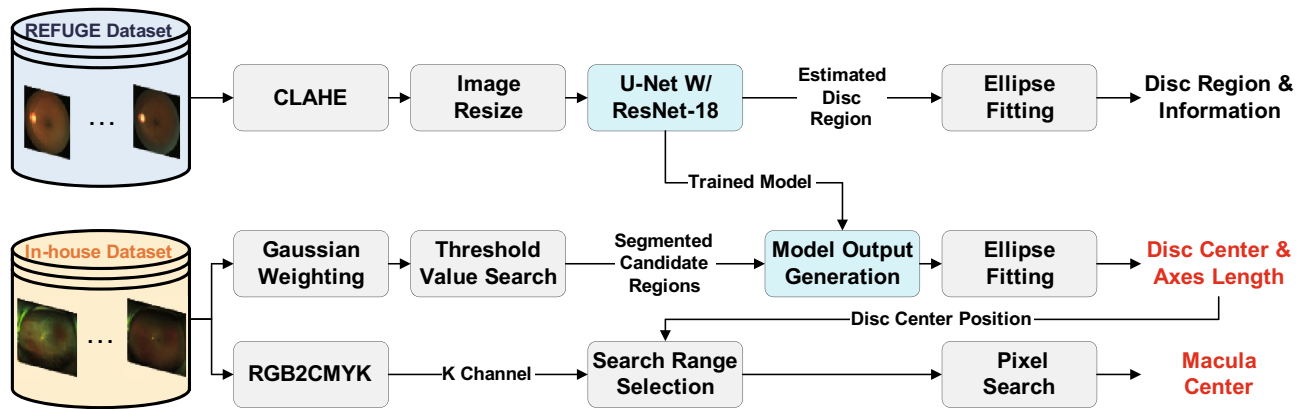 REFUGE Dataset
. . .
CLAHE
Image
Resize
U-Net W/
ResNet-18
Estimated
Disc
Region
Ellipse
Fitting
Disc Region &
Information
Trained Model
In-house Dataset
. . .
Gaussian
Weighting
Threshold
Value Search
Segmented
Candidate
Regions
Model Output
Generation
Ellipse
Fitting
Disc Center &
Axes Length
Disc Center Position
RGB2CMYK
K Channel
Search Range
Selection
Pixel
Search
Macula
Center